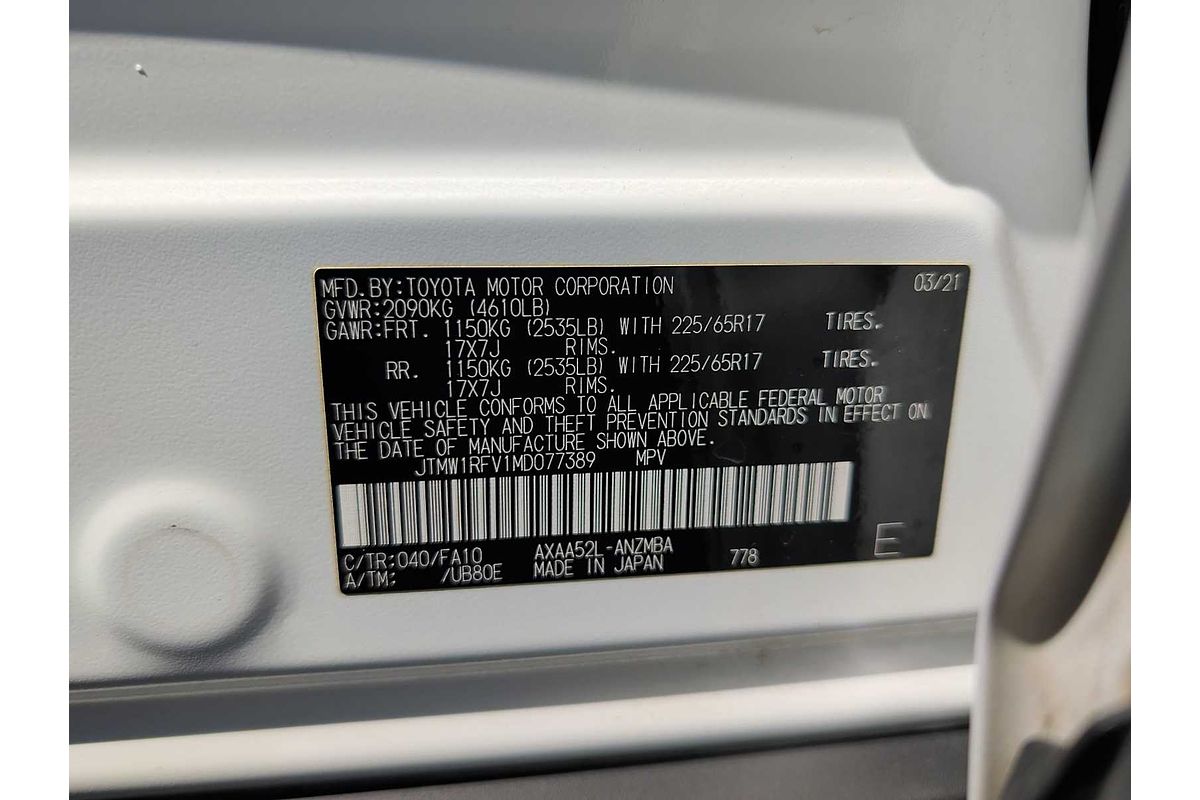 MFD.BY:TOYOTA MOTOR CORPORATION 03/21
GVWR:2090KG (4610LB)
GAWR:FRT. 1150KG (2535LB) WITH 225/65R17 TIRES.
17X7J RIMS.
RR. 1150KG (2535LB) WITH 225/65R17 TIRES.
17X7J RIMS.
THIS VEHICLE CONFORMS TO ALL APPLICABLE FEDERAL MOTOR
VEHICLE SAFETY AND THEFT PREVENTION STANDARDS IN EFFECT ON
THE DATE OF MANUFACTURE SHOWN ABOVE.
JTMW1RFV1MD077389 MPV
C/TR:040/FA10 AXAA52L-ANZMBA 778 E
A/TM: /UB80E MADE IN JAPAN